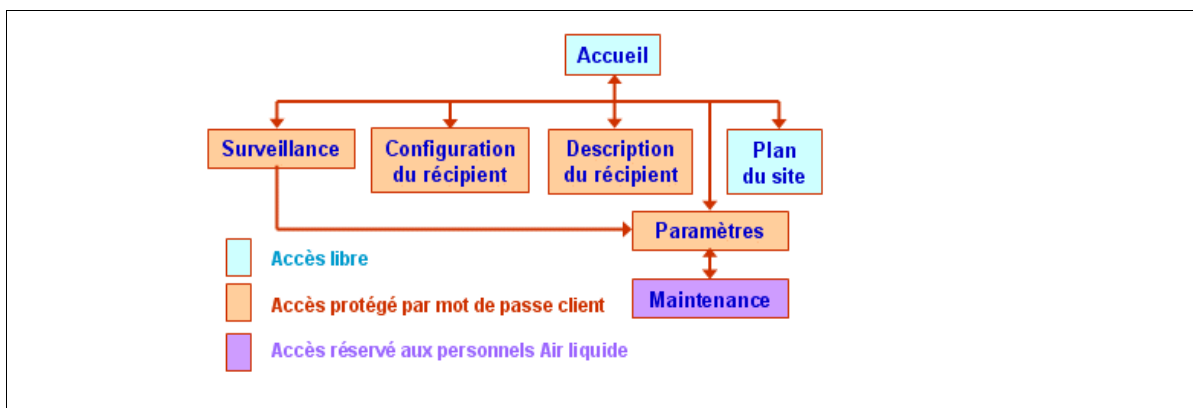 Accueil
Surveillance
Configuration
du récipient
Description
du récipient
Plan
du site
Paramètres
Maintenance
Accès libre
Accès protégé par mot de passe client
Accès réservé aux personnels Air liquide